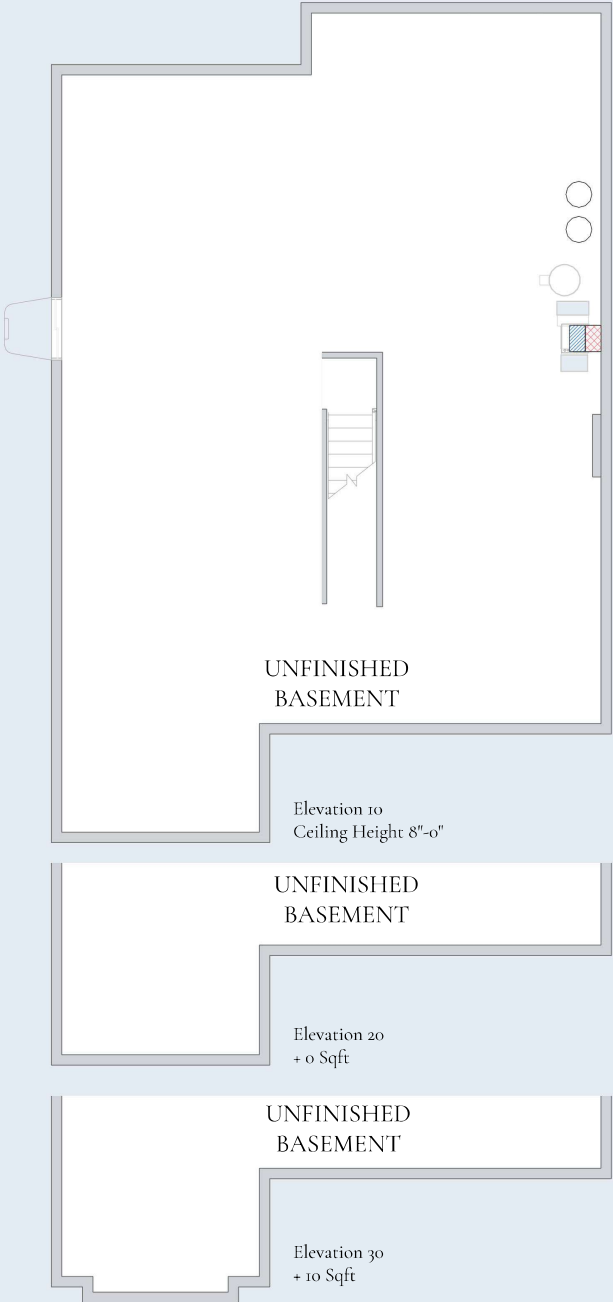 UNFINISHED
BASEMENT
Elevation 10
Ceiling Height 8"-0"
UNFINISHED
BASEMENT
Elevation 20
+ 0 Sqft
UNFINISHED
BASEMENT
Elevation 30
+ 10 Sqft